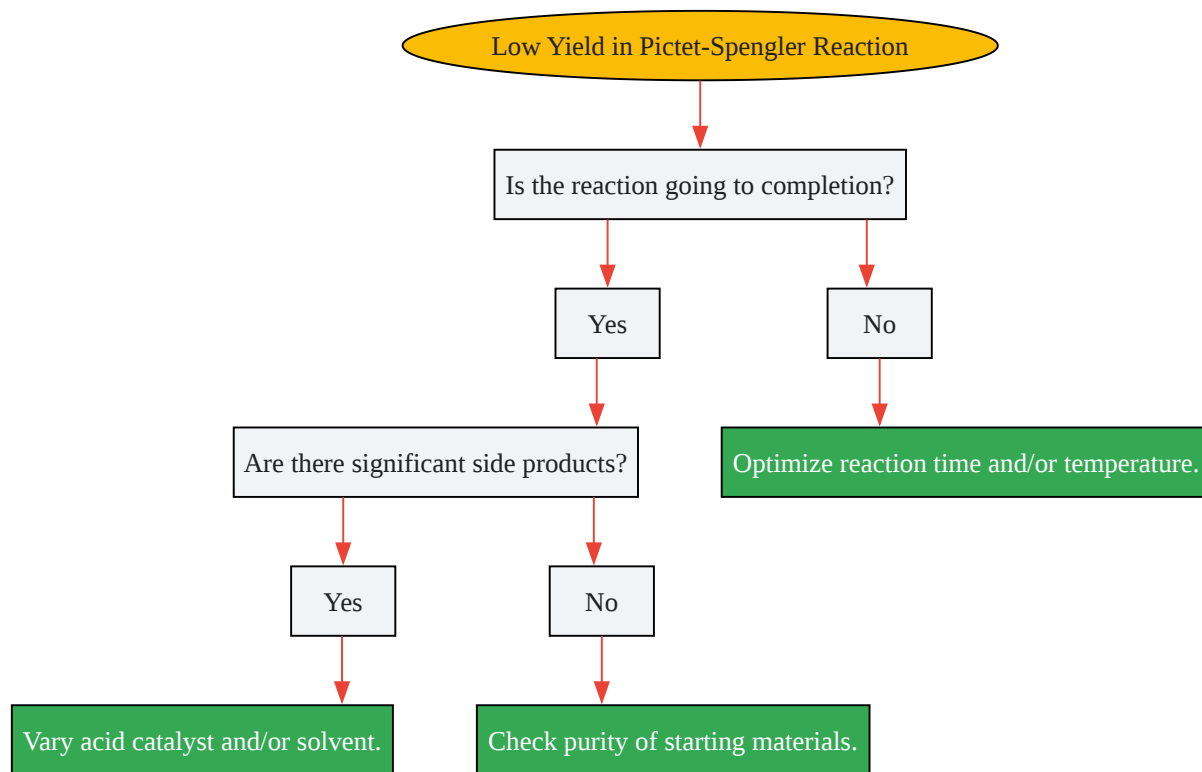 Low Yield in Pictet-Spengler Reaction
Is the reaction going to completion?
Yes
No
Are there significant side products?
Optimize reaction time and/or temperature.
Yes
No
Vary acid catalyst and/or solvent.
Check purity of starting materials.